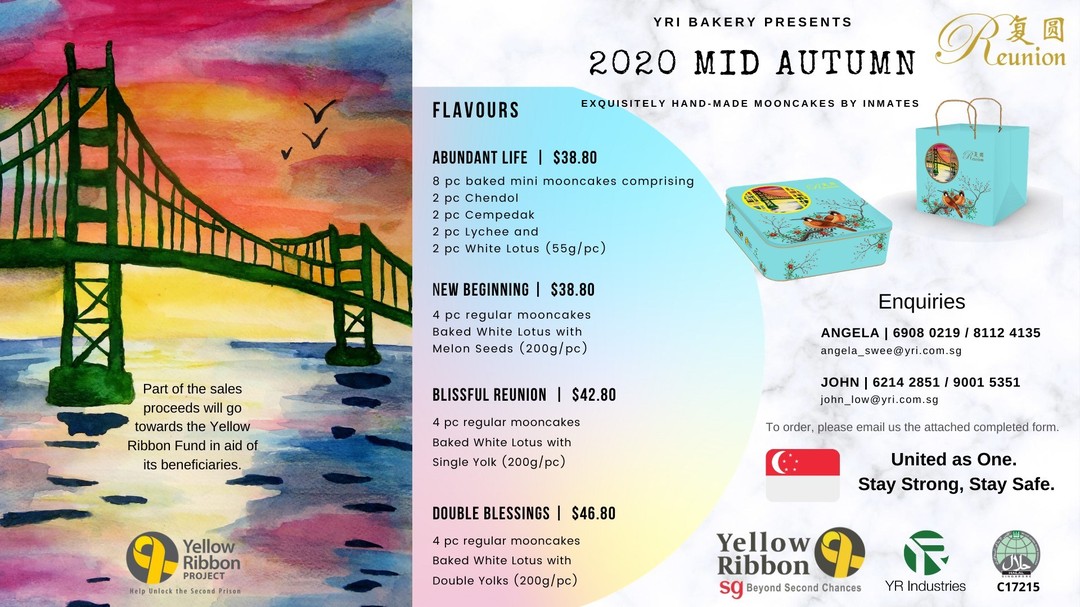 YRI BAKERY PRESENTS
2020 MID AUTUMN
复圆
Reunion
EXQUISITELY HAND-MADE MOONCAKES BY INMATES
FLAVOURS
ABUNDANT LIFE | $38.80
8 pc baked mini mooncakes comprising
2 pc Chendol
2 pc Cempedak
2 pc Lychee and
2 pc White Lotus (55g/pc)
NEW BEGINNING | $38.80
4 pc regular mooncakes
Baked White Lotus with
Melon Seeds (200g/pc)
BLISSFUL REUNION | $42.80
4 pc regular mooncakes
Baked White Lotus with
Single Yolk (200g/pc)
DOUBLE BLESSINGS | $46.80
4 pc regular mooncakes
Baked White Lotus with
Double Yolks (200g/pc)
Part of the sales
proceeds will go
towards the Yellow
Ribbon Fund in aid of
its beneficiaries.
Yellow
Ribbon
PROJECT
Help Unlock the Second Prison
复圆
Reunion
Enquiries
ANGELA | 6908 0219 / 8112 4135
angela_swee@yri.com.sg
JOHN | 6214 2851 / 9001 5351
john_low@yri.com.sg
To order, please email us the attached completed form.
United as One.
Stay Strong, Stay Safe.
Yellow
Ribbon
sg Beyond Second Chances
YR Industries
حلال
SINGAPORE
C17215